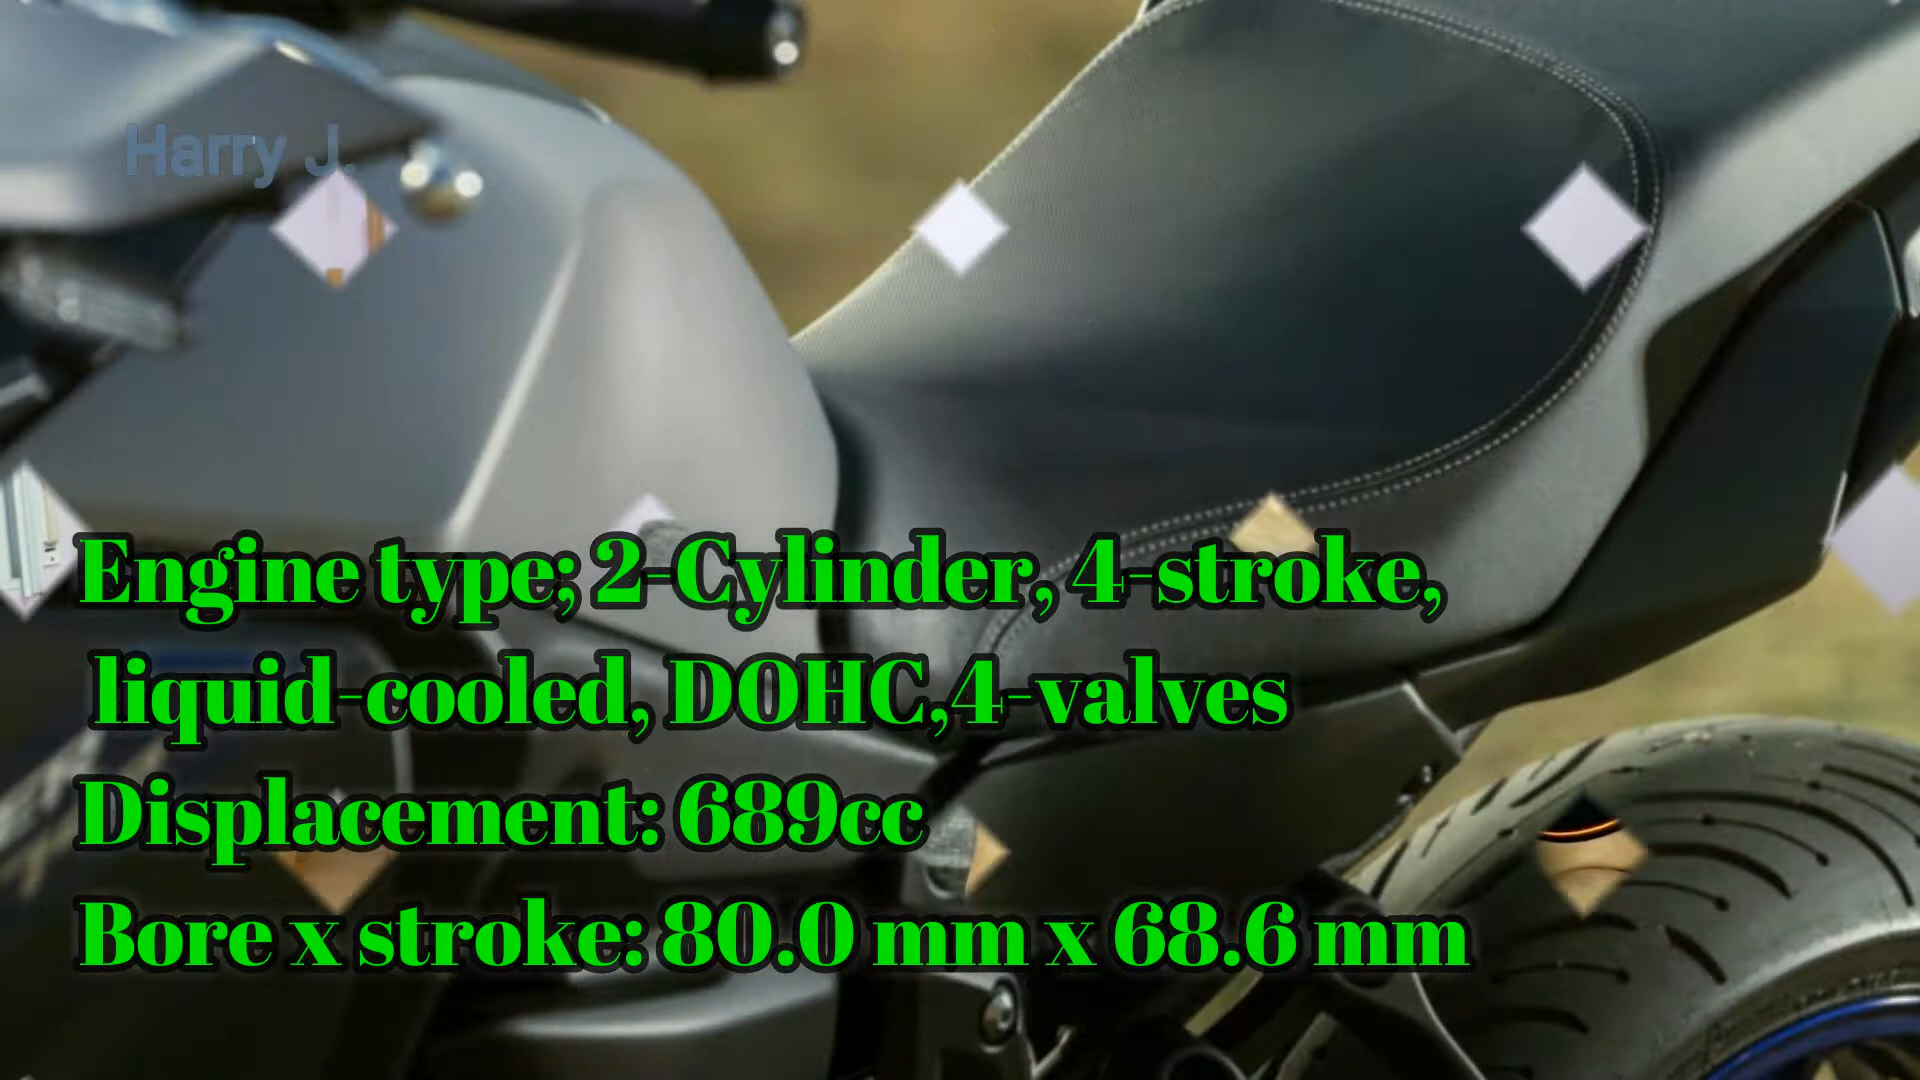 Harry J.
Engine type; 2-Cylinder, 4-stroke,
liquid-cooled, DOHC,4-valves
Displacement: 689cc
Bore x stroke: 80.0 mm x 68.6 mm